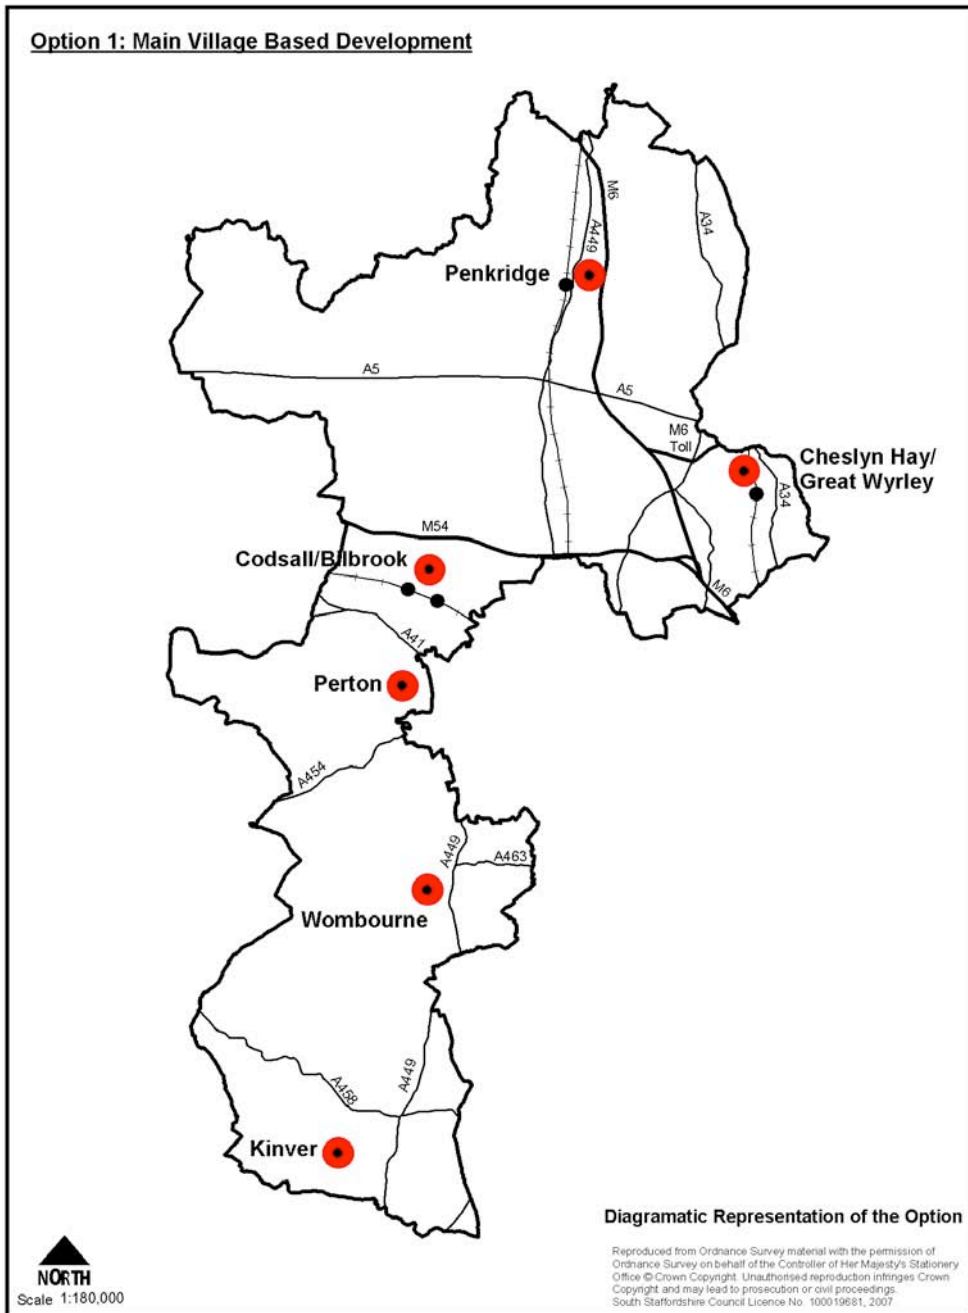 Option 1: Main Village Based Development
M6
A34
A449
Penkridge
A5
A5
M6
Toll
Cheslyn Hay/
Great Wyrley
A34
M54
Codsall/Bilbrook
M6
A41
Perton
A454
A449
A463
Wombourne
A449
A458
Kinver
Diagramatic Representation of the Option
Reproduced from Ordnance Survey material with the permission of
Ordnance Survey on behalf of the Controller of Her Majesty's Stationery
Office © Crown Copyright. Unauthorised reproduction infringes Crown
Copyright and may lead to prosecution or civil proceedings.
South Staffordshire Council Licence No. 100019681, 2007
NORTH
Scale 1:180,000